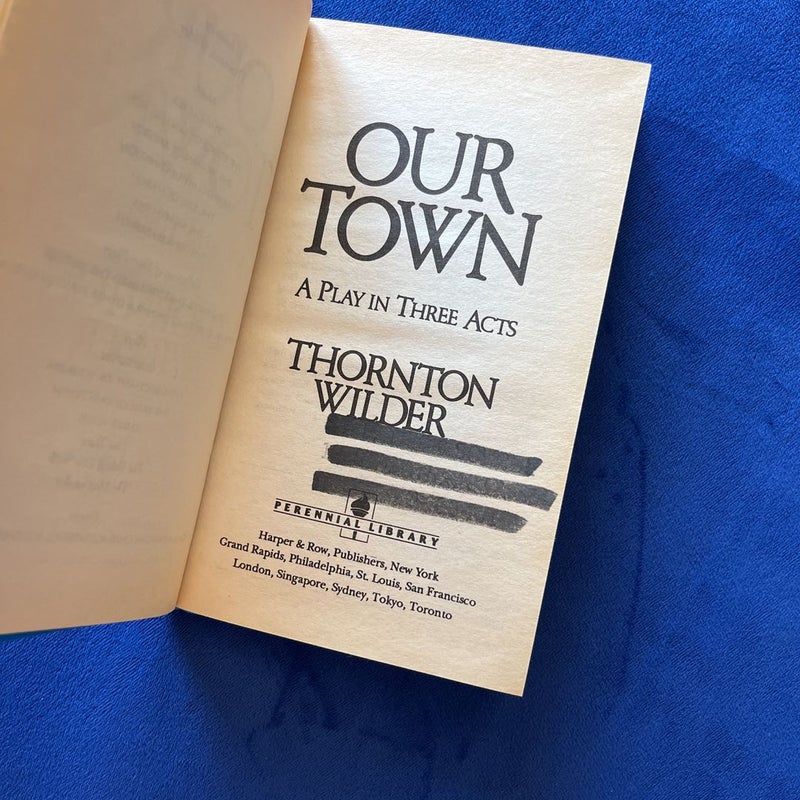 OUR
TOWN
A PLAY IN THREE ACTS
THORNTON
WILDER
PERENNIAL LIBRARY
Harper & Row, Publishers, New York
Grand Rapids, Philadelphia, St. Louis, San Francisco
London, Singapore, Sydney, Tokyo, Toronto